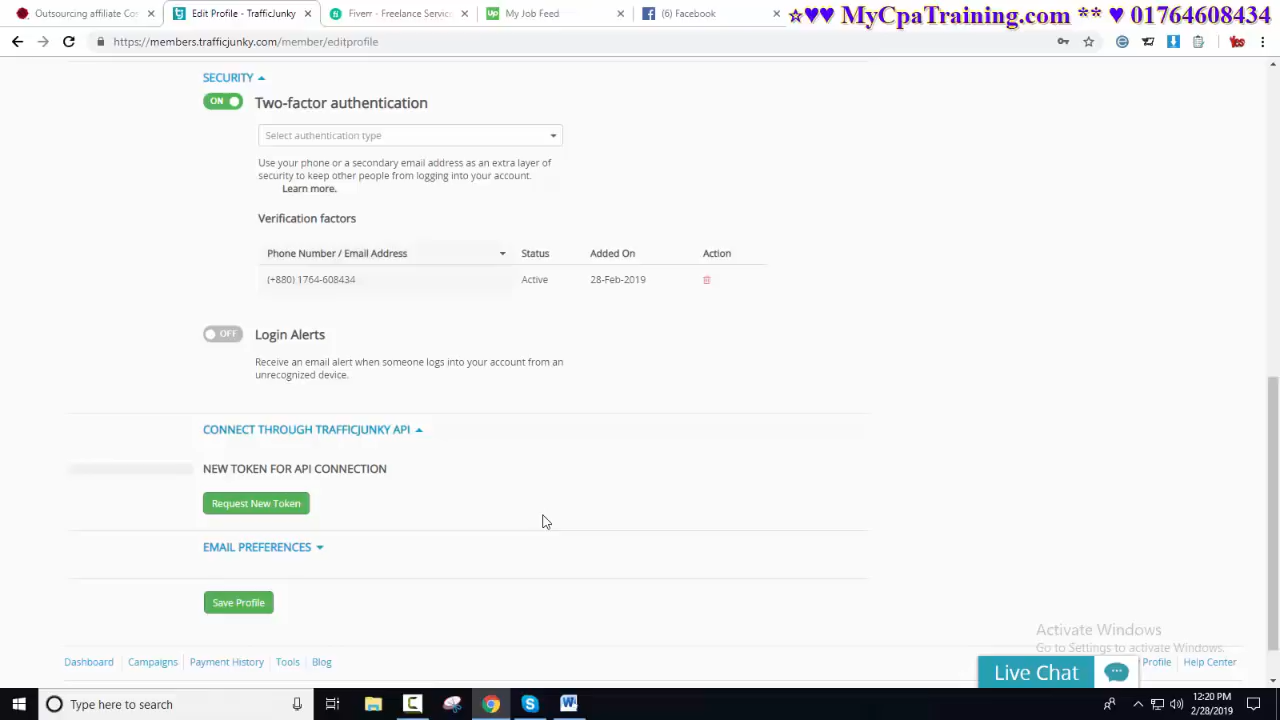 Outsourcing affiliate Cos
Edit Profile - TrafficJunky
Fiverr - Freelance Service
My Job Feed
(7) Facebook
☆♥♥ MyCpaTraining.com ** ♥ 01764608434
https://members.trafficjunky.com/member/editprofile
SECURITY
ON
Two-factor authentication
Select authentication type
Use your phone or a secondary email address as an extra layer of
security to keep other people from logging into your account.
Learn more.
Verification factors
Phone Number / Email Address Status Added On Action
(+880) 1764-608434 Active 28-Feb-2019
OFF
Login Alerts
Receive an email alert when someone logs into your account from an
unrecognized device.
CONNECT THROUGH TRAFFICJUNKY API
NEW TOKEN FOR API CONNECTION
Request New Token
EMAIL PREFERENCES
Save Profile
Activate Windows
Go to Settings to activate Windows.
Dashboard Campaigns Payment History Tools Blog Profile Help Center
Live Chat
Type here to search
12:20 PM
2/28/2019